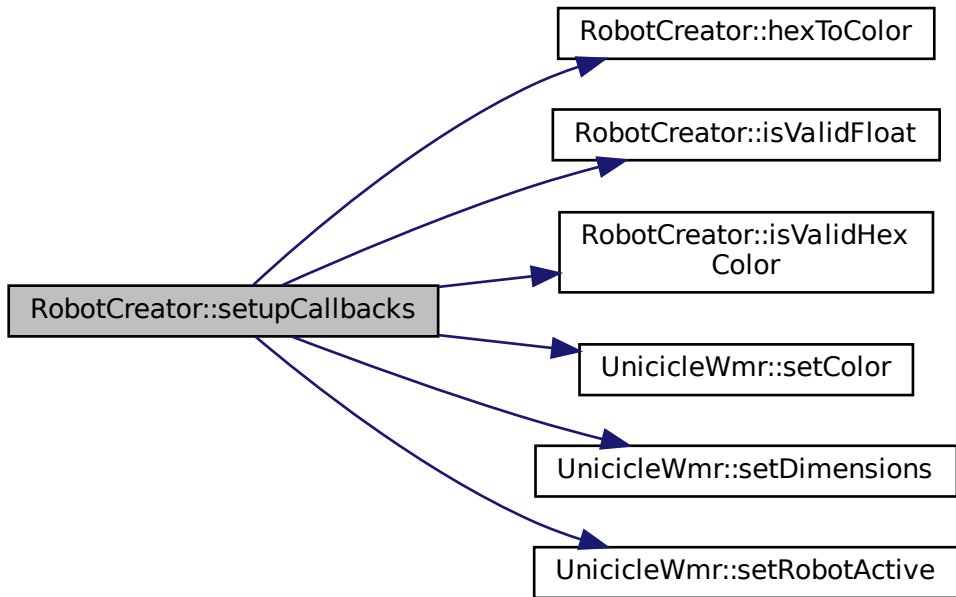 RobotCreator::hexToColor
RobotCreator::isValidFloat
RobotCreator::isValidHex
Color
RobotCreator::setupCallbacks
UnicicleWmr::setColor
UnicicleWmr::setDimensions
UnicicleWmr::setRobotActive